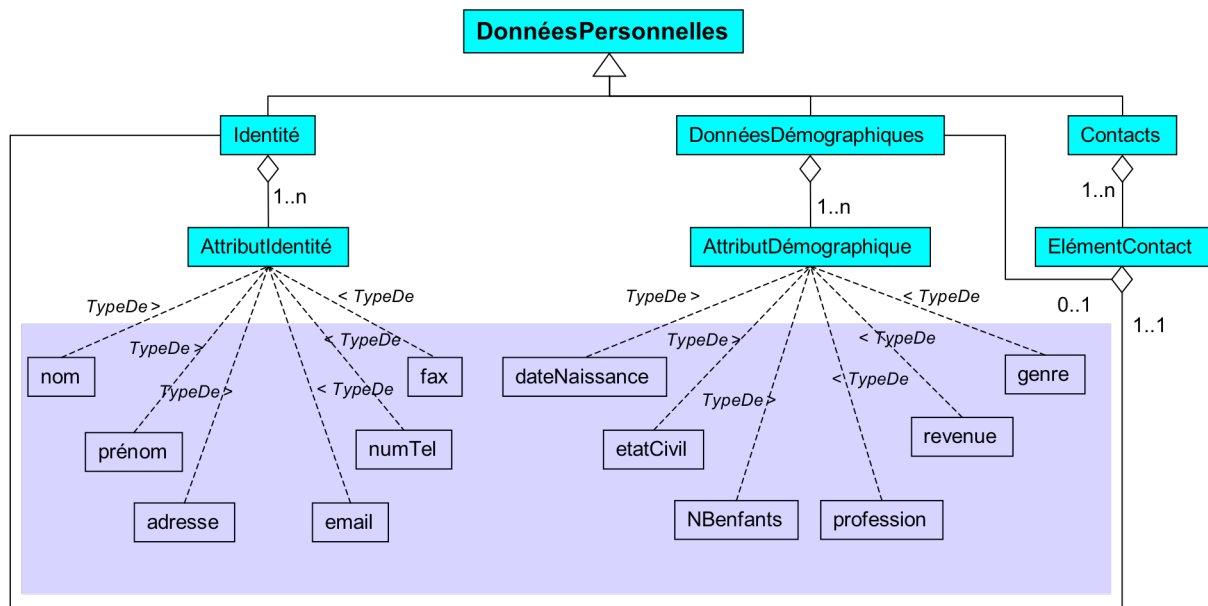 DonnéesPersonnelles
Identité
DonnéesDémographiques
Contacts
1..n
1..n
1..n
AttributIdentité
AttributDémographique
ElémentContact
TypeDe >
< TypeDe
TypeDe >
< TypeDe
0..1
1..1
TypeDe >
< TypeDe
TypeDe >
< TypeDe
nom
fax
dateNaissance
genre
TypeDe >
< TypeDe
TypeDe >
< TypeDe
prénom
numTel
etatCivil
revenue
adresse
email
NBenfants
profession